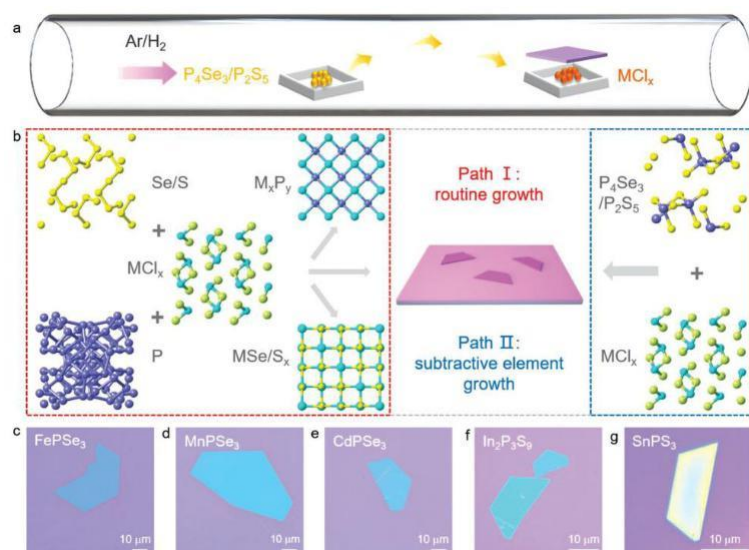 a
Ar/H₂
P₄Se₃/P₂S₅
MClₓ
b
Se/S
+
MClₓ
+
P
MₓPᵧ
MSe/Sₓ
Path Ⅰ:
routine growth
Path Ⅱ:
subtractive element
growth
P₄Se₃
/P₂S₅
+
MClₓ
c
FePSe₃
10 μm
d
MnPSe₃
10 μm
e
CdPSe₃
10 μm
f
In₂P₃S₉
10 μm
g
SnPS₃
10 μm